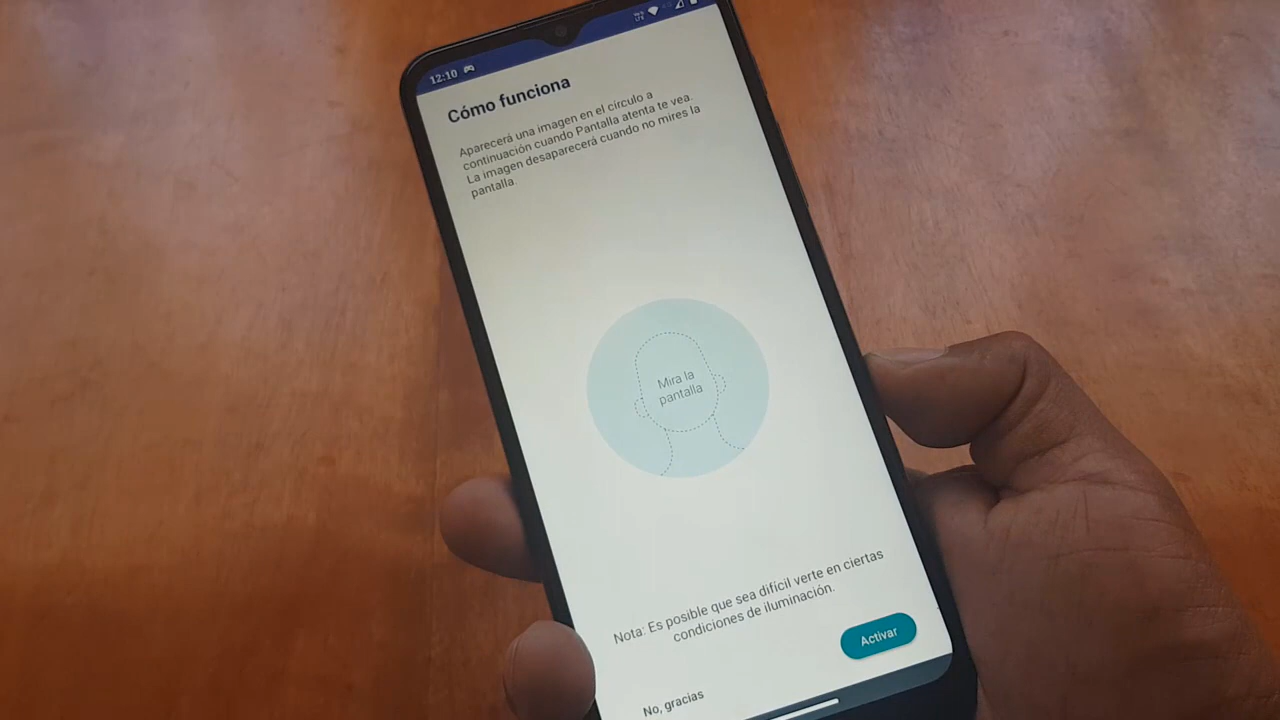 12:10
Cómo funciona
Aparecerá una imagen en el círculo a
continuación cuando Pantalla atenta te vea.
La imagen desaparecerá cuando no mires la
pantalla
Mira la
pantalla
Nota: Es posible que sea difícil verte en ciertas
condiciones de iluminación.
Activar
No, gracias